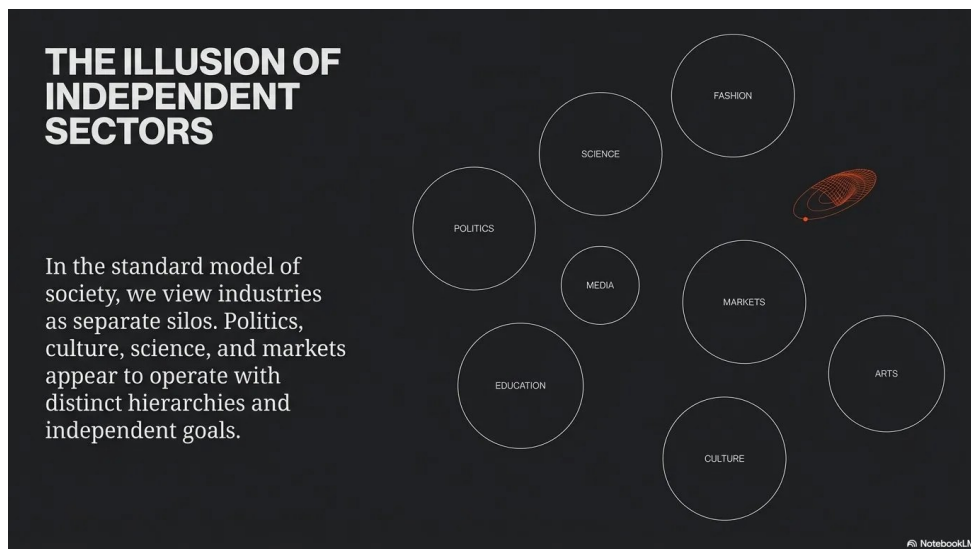 THE ILLUSION OF
INDEPENDENT
SECTORS
In the standard model of
society, we view industries
as separate silos. Politics,
culture, science, and markets
appear to operate with
distinct hierarchies and
independent goals.
FASHION
SCIENCE
POLITICS
MEDIA
MARKETS
EDUCATION
ARTS
CULTURE
NotebookLM